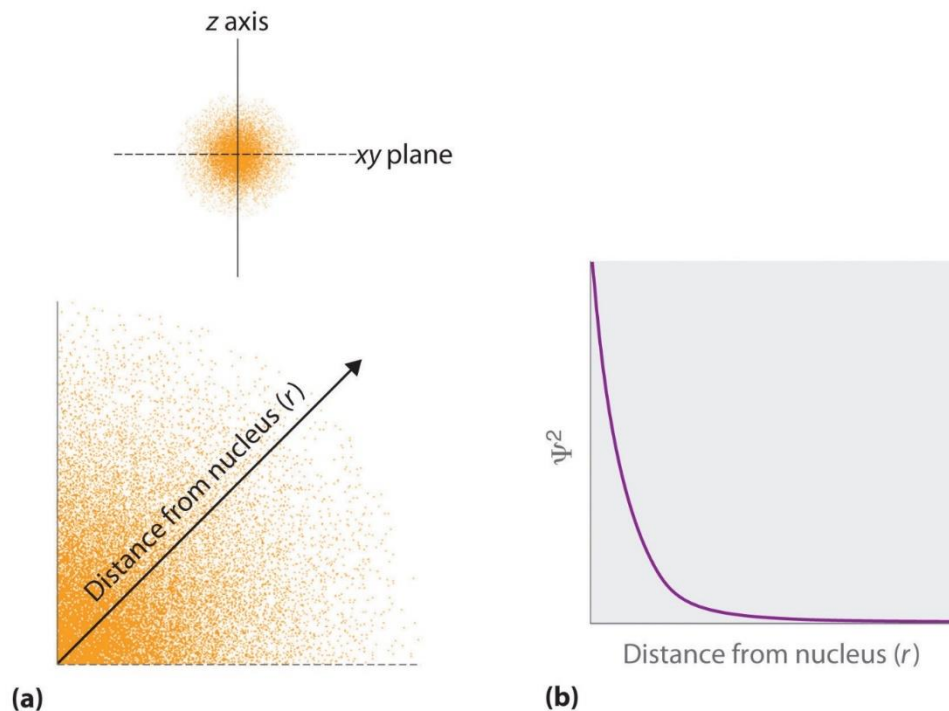 z axis
xy plane
Distance from nucleus (r)
(a)
Ψ²
Distance from nucleus (r)
(b)